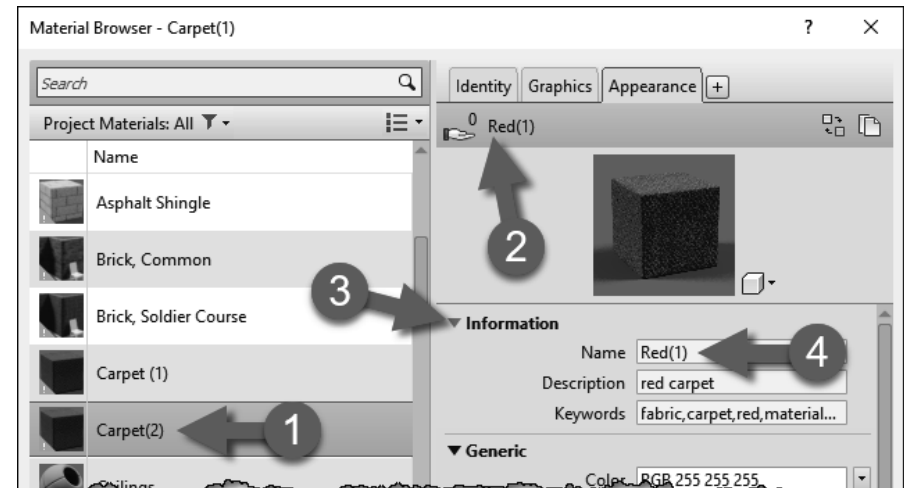 Material Browser - Carpet(1)
? X
Search
Project Materials: All
Name
Asphalt Shingle
Brick, Common
Brick, Soldier Course
Carpet (1)
Carpet(2)
Ceilings
Identity Graphics Appearance +
0 Red(1)
Information
Name Red(1)
Description red carpet
Keywords fabric,carpet,red,material...
Generic
Color RGB 255 255 255
1
2
3
4